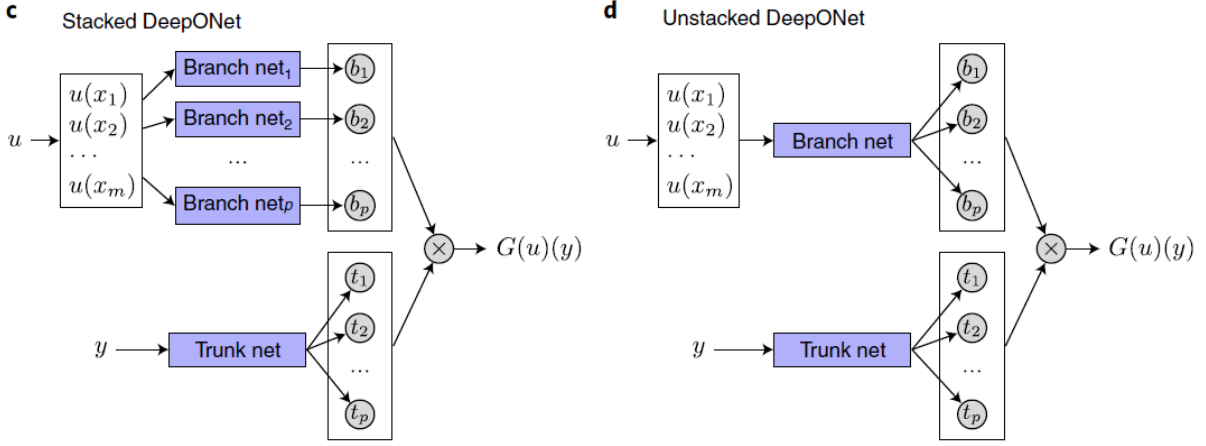 c
Stacked DeepONet
u
u(x₁)
u(x₂)
···
u(xₘ)
Branch net₁
Branch net₂
...
Branch netₚ
b₁
b₂
...
bₚ
×
G(u)(y)
y
Trunk net
t₁
t₂
...
tₚ
d
Unstacked DeepONet
u
u(x₁)
u(x₂)
···
u(xₘ)
Branch net
b₁
b₂
...
bₚ
×
G(u)(y)
y
Trunk net
t₁
t₂
...
tₚ